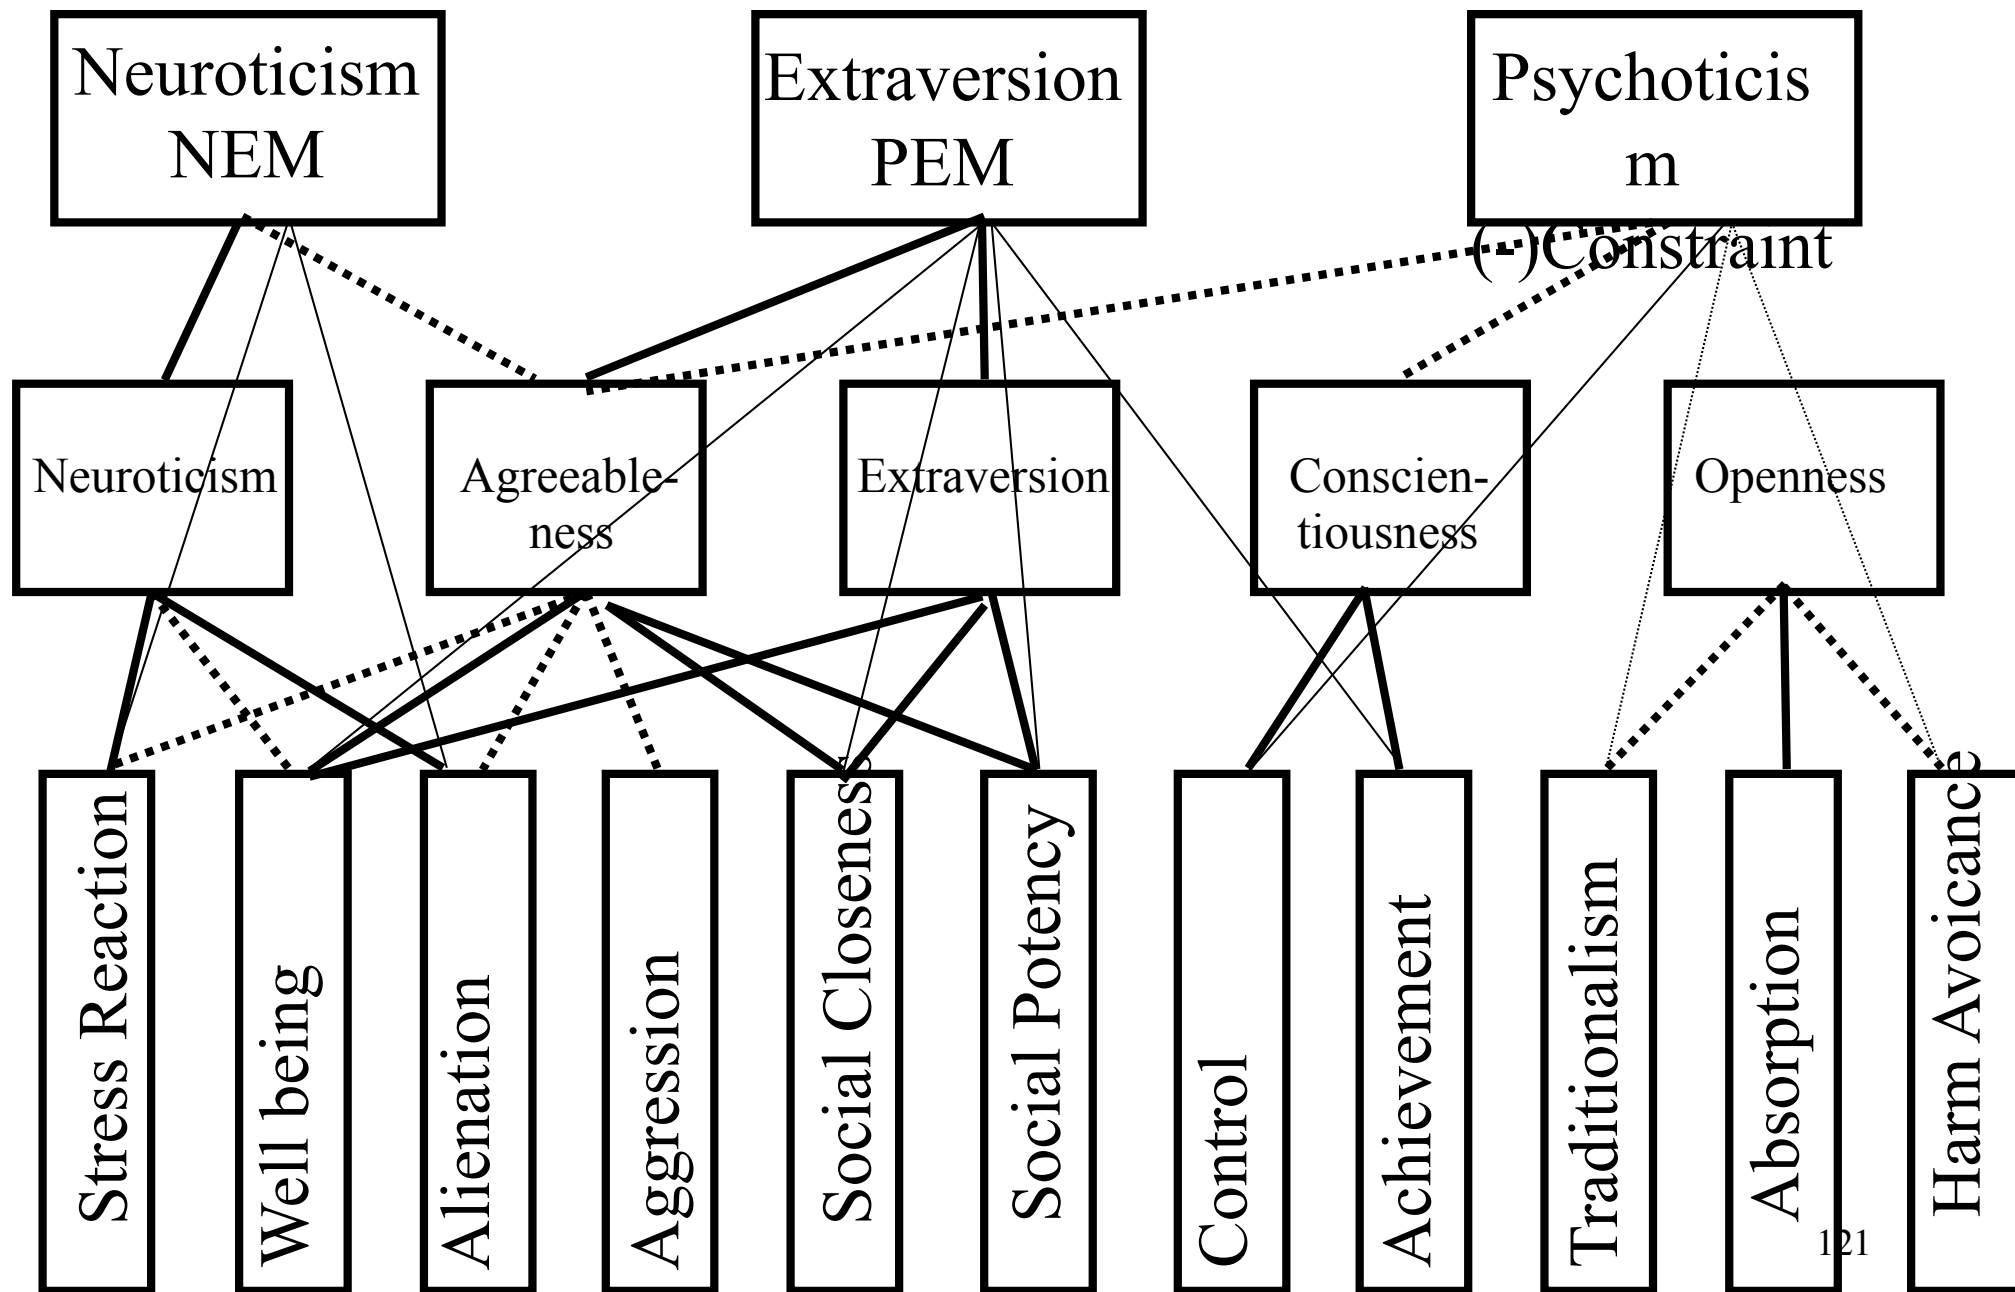 Neuroticism
NEM
Extraversion
PEM
Psychoticis
m
(-)Constraint
Neuroticism
Agreeable-
ness
Extraversion
Conscien-
tiousness
Openness
Stress Reaction
Well being
Alienation
Aggression
Social Closeness
Social Potency
Control
Achievement
Traditionalism
Absorption
Harm Avoicance
121